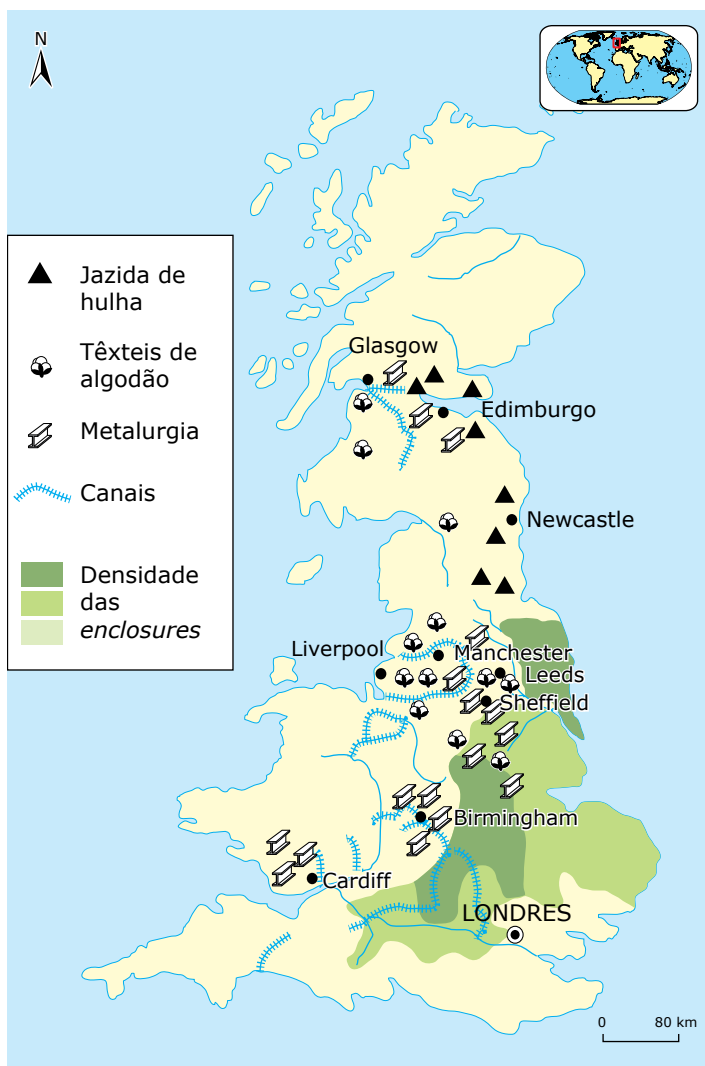 N
Jazida de
hulha
Têxteis de
algodão
Metalurgia
Canais
Densidade
das
enclosures
Glasgow
Edimburgo
Newcastle
Liverpool
Manchester
Leeds
Sheffield
Birmingham
Cardiff
LONDRES
0 80 km